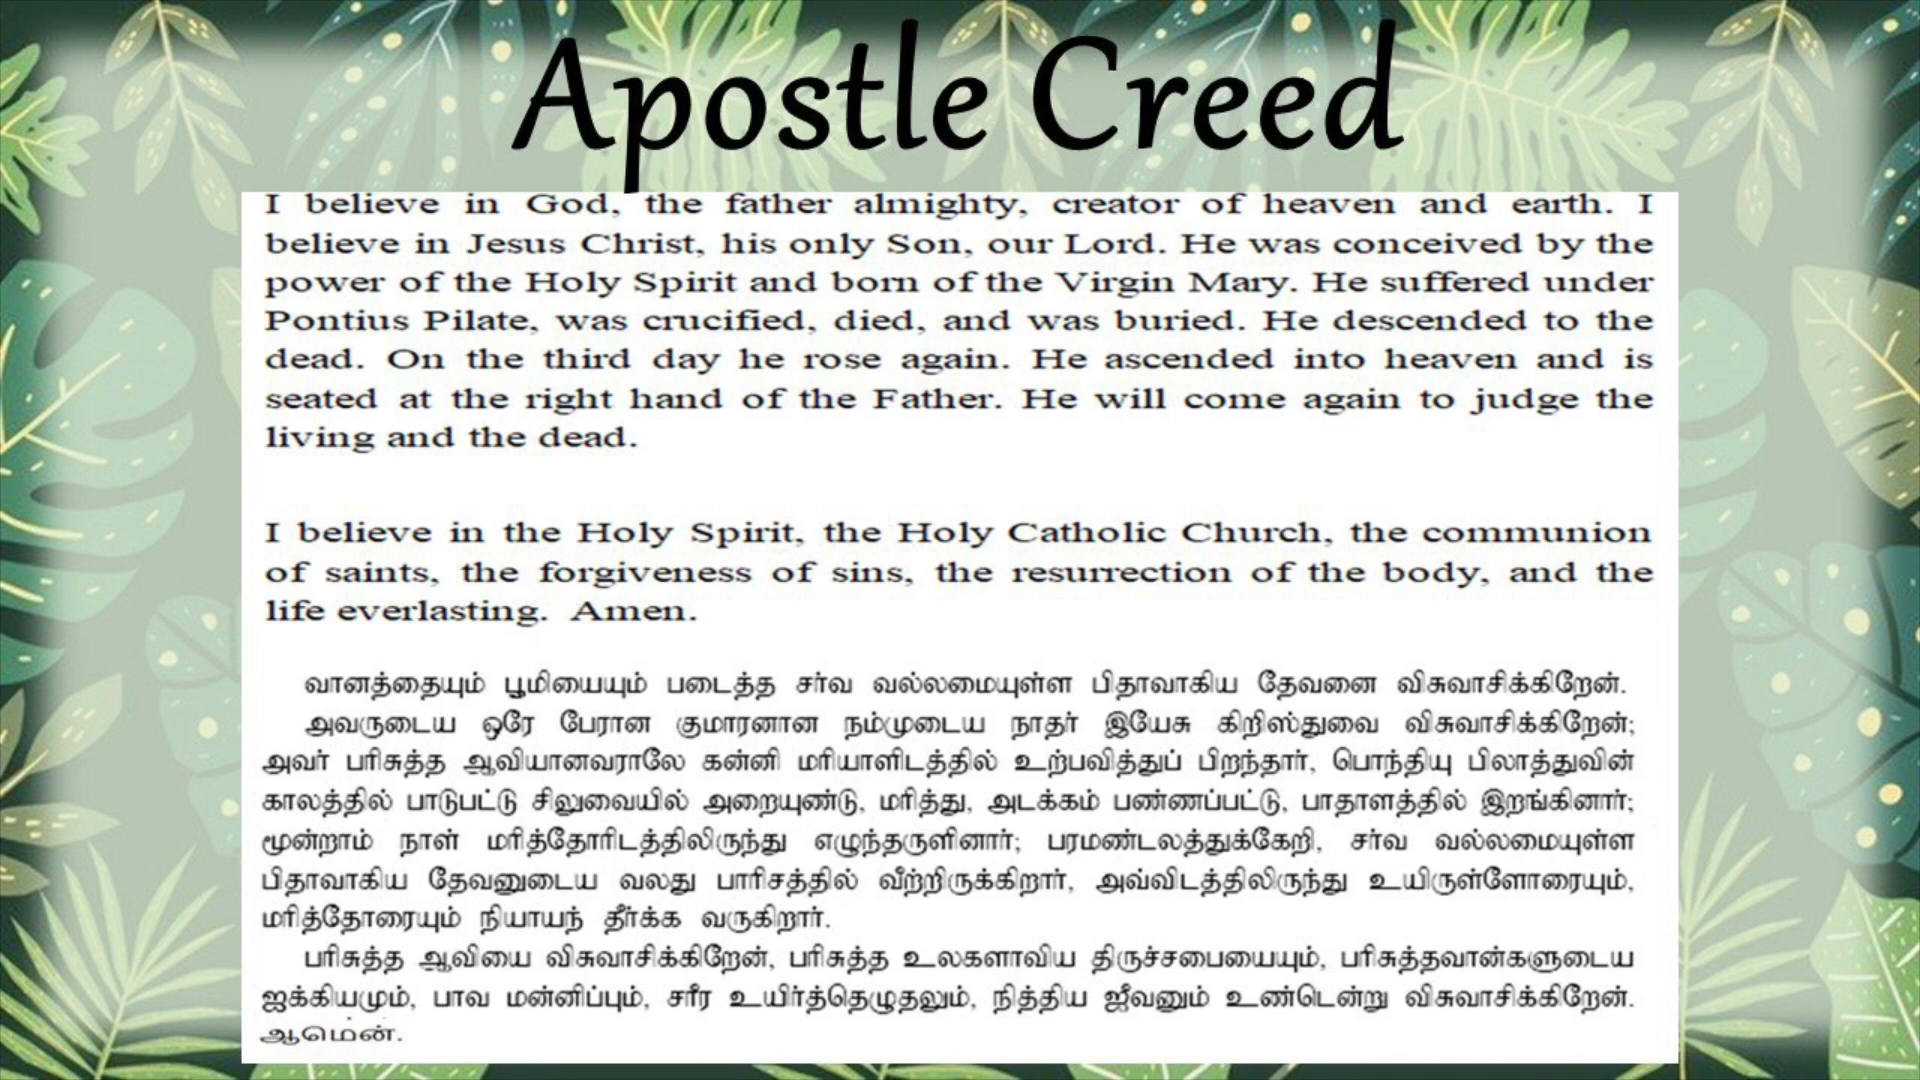 Apostle Creed
I believe in God, the father almighty, creator of heaven and earth. I
believe in Jesus Christ, his only Son, our Lord. He was conceived by the
power of the Holy Spirit and born of the Virgin Mary. He suffered under
Pontius Pilate, was crucified, died, and was buried. He descended to the
dead. On the third day he rose again. He ascended into heaven and is
seated at the right hand of the Father. He will come again to judge the
living and the dead.
I believe in the Holy Spirit, the Holy Catholic Church, the communion
of saints, the forgiveness of sins, the resurrection of the body, and the
life everlasting. Amen.
வானத்தையும் பூமியையும் படைத்த சர்வ வல்லமையுள்ள பிதாவாகிய தேவனை விசுவாசிக்கிறேன்.
அவருடைய ஒரே பேரான குமாரனான நம்முடைய நாதர் இயேசு கிறிஸ்துவை விசுவாசிக்கிறேன்;
அவர் பரிசுத்த ஆவியானவராலே கன்னி மரியாளிடத்தில் உற்பவித்துப் பிறந்தார், பொந்தியு பிலாத்துவின்
காலத்தில் பாடுபட்டு சிலுவையில் அறையுண்டு, மரித்து, அடக்கம் பண்ணப்பட்டு, பாதாளத்தில் இறங்கினார்;
மூன்றாம் நாள் மரித்தோரிடத்திலிருந்து எழுந்தருளினார்; பரமண்டலத்துக்கேறி, சர்வ வல்லமையுள்ள
பிதாவாகிய தேவனுடைய வலது பாரிசத்தில் வீற்றிருக்கிறார், அவ்விடத்திலிருந்து உயிருள்ளோரையும்,
மரித்தோரையும் நியாயந் தீர்க்க வருகிறார்.
பரிசுத்த ஆவியை விசுவாசிக்கிறேன், பரிசுத்த உலகளாவிய திருச்சபையையும், பரிசுத்தவான்களுடைய
ஐக்கியமும், பாவ மன்னிப்பும், சரீர உயிர்த்தெழுதலும், நித்திய ஜீவனும் உண்டென்று விசுவாசிக்கிறேன்.
ஆமென்.